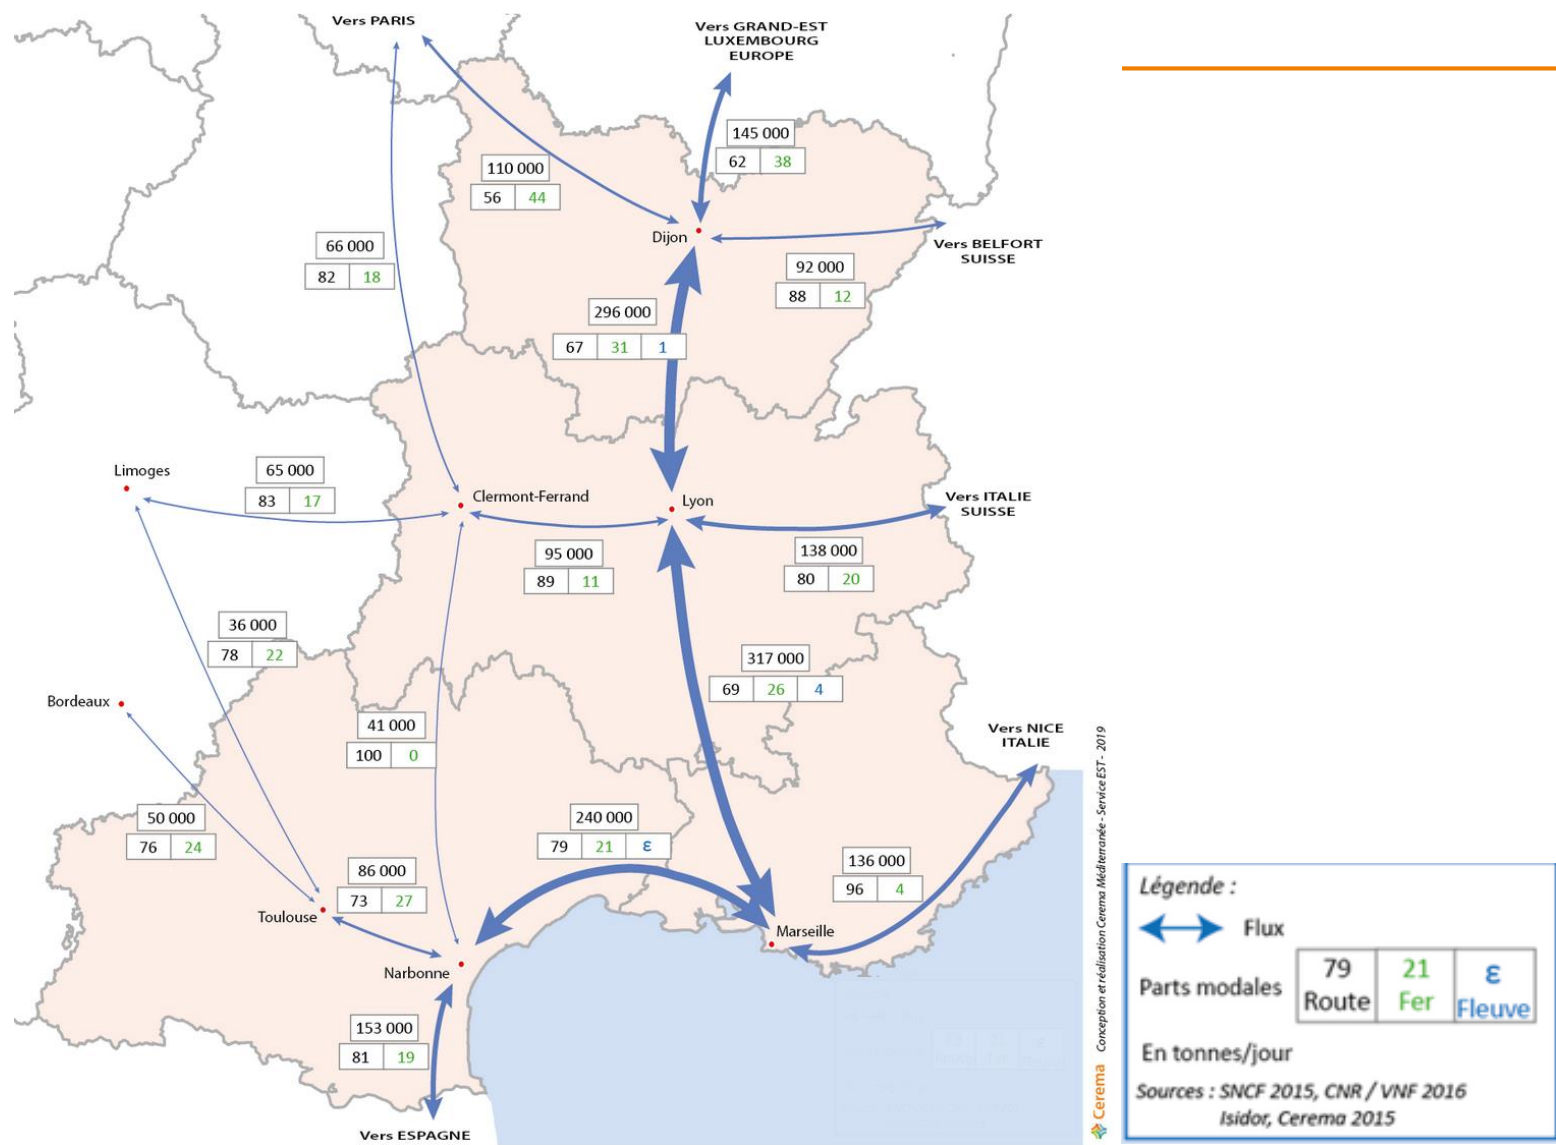 Vers PARIS
Vers GRAND-EST
LUXEMBOURG
EUROPE
145 000
62 38
110 000
56 44
Dijon
Vers BELFORT
SUISSE
66 000
82 18
92 000
88 12
296 000
67 31 1
Limoges
65 000
83 17
Clermont-Ferrand
Lyon
Vers ITALIE
SUISSE
95 000
89 11
138 000
80 20
36 000
78 22
317 000
69 26 4
Bordeaux
41 000
100 0
Vers NICE
ITALIE
50 000
76 24
240 000
79 21 ε
86 000
73 27
136 000
96 4
Toulouse
Marseille
Narbonne
153 000
81 19
Vers ESPAGNE
Cerema Conception et réalisation Cerema Méditerranée - Service EST - 2019
Légende :
Flux
Parts modales
79 21 ε
Route Fer Fleuve
En tonnes/jour
Sources : SNCF 2015, CNR / VNF 2016
Isidor, Cerema 2015